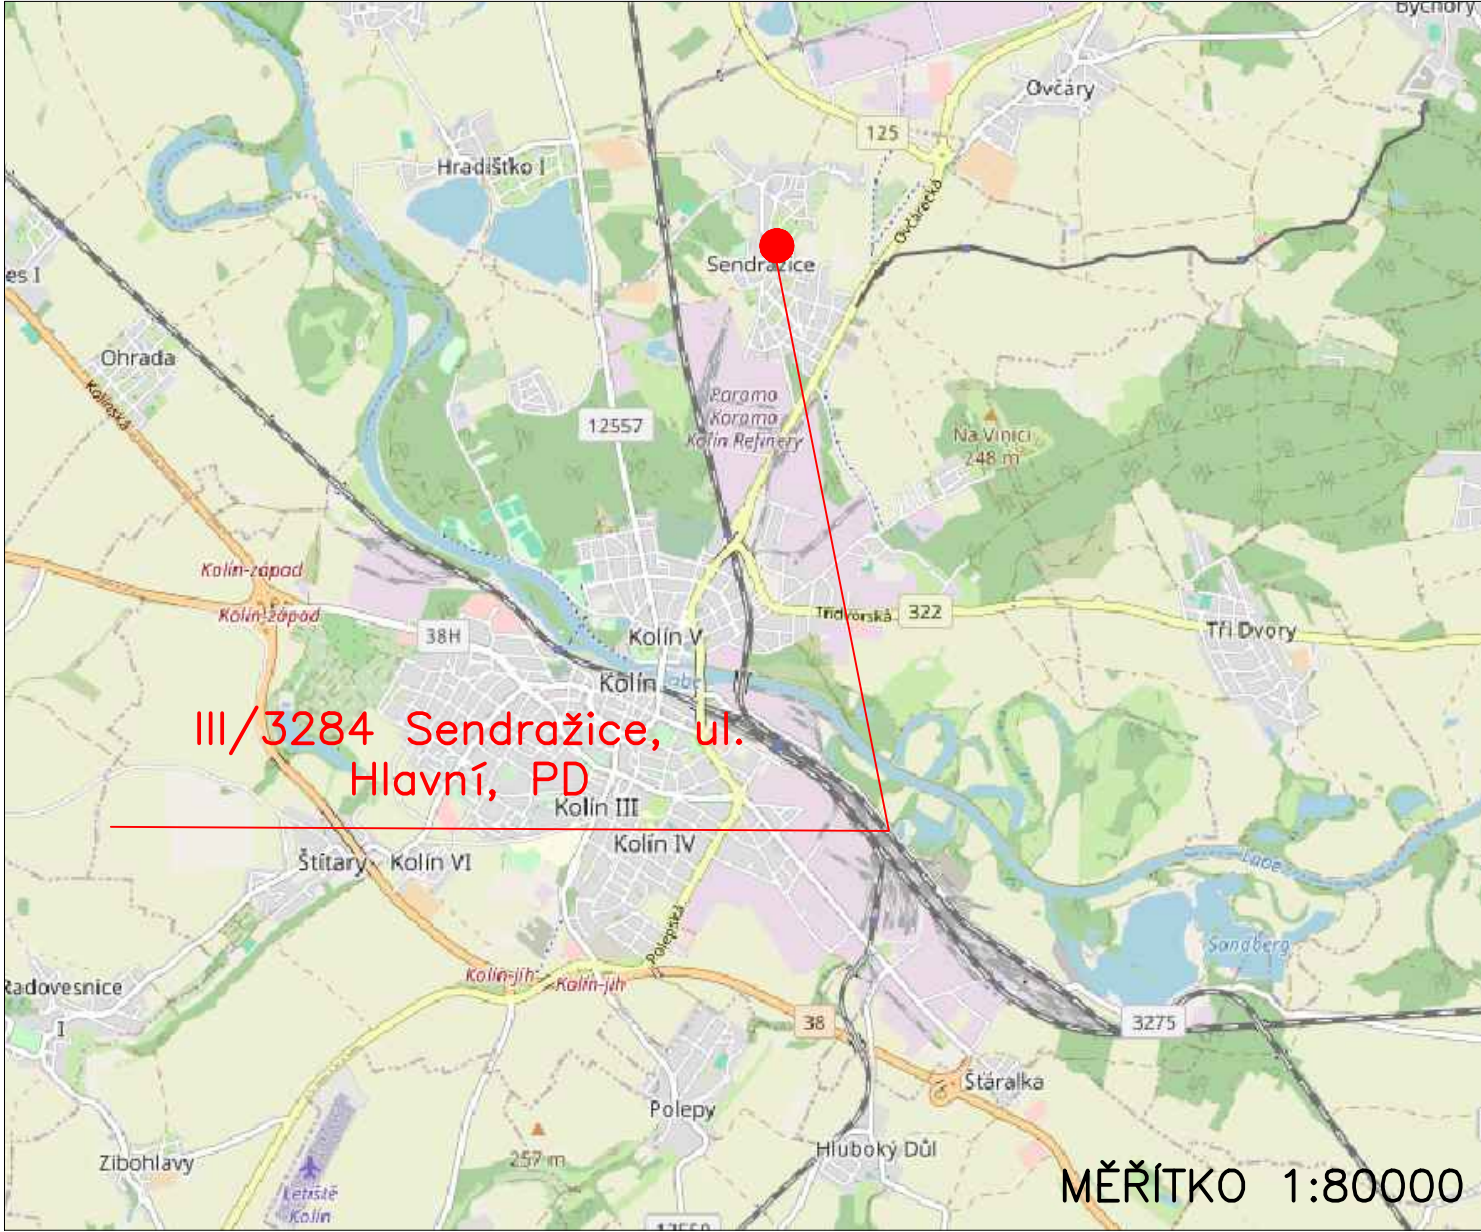 Bychory
Ovčáry
125
Hradišťko I
Ovčárecká
Sendražice
es I
Ohrada
Kolínská
12557
Paramo
Koramo
Kolín Refinery
Na Vinici
248 m
Kolín-západ
Kolín-západ
38H
Kolín V
Třídvorská
322
Tři Dvory
Kolín
Labe
III/3284 Sendražice, ul.
Hlavní, PD
Kolín III
Kolín IV
Štítary
Kolín VI
Labe
Polepská
Sandberg
Kolín-jih
Kolín-jih
Radovesnice
I
38
3275
Štáralka
Polepy
257 m
Hluboký Důl
Zibohlavy
Letiště
Kolín
MĚŘÍTKO 1:80000